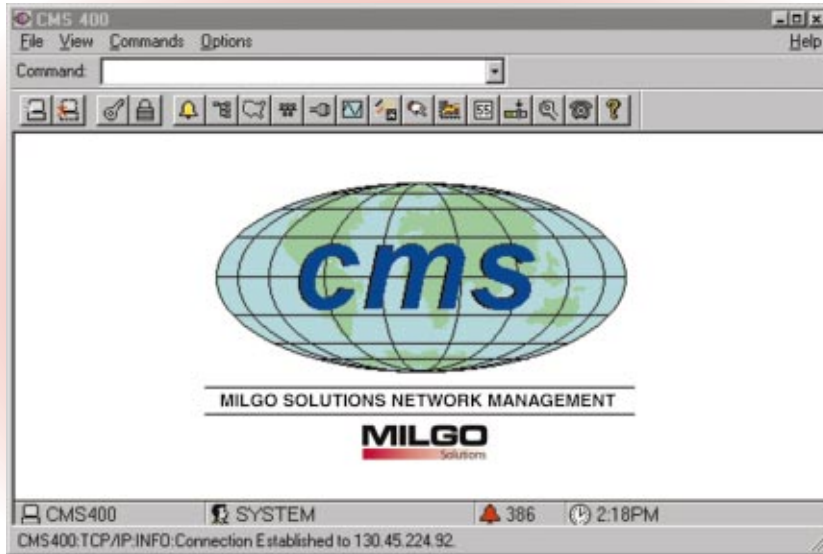 CMS 400
File View Commands Options Help
Command:
55
cms
MILGO SOLUTIONS NETWORK MANAGEMENT
MILGO
Solutions
CMS400 SYSTEM 386 2:18PM
CMS400:TCP/IP:INFO:Connection Established to 130.45.224.92.